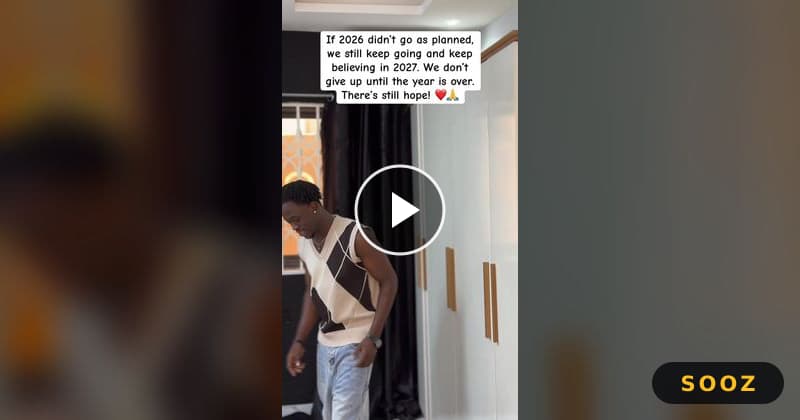 If 2026 didn't go as planned,
we still keep going and keep
believing in 2027. We don't
give up until the year is over.
There's still hope! ❤️🙏
SOOZ